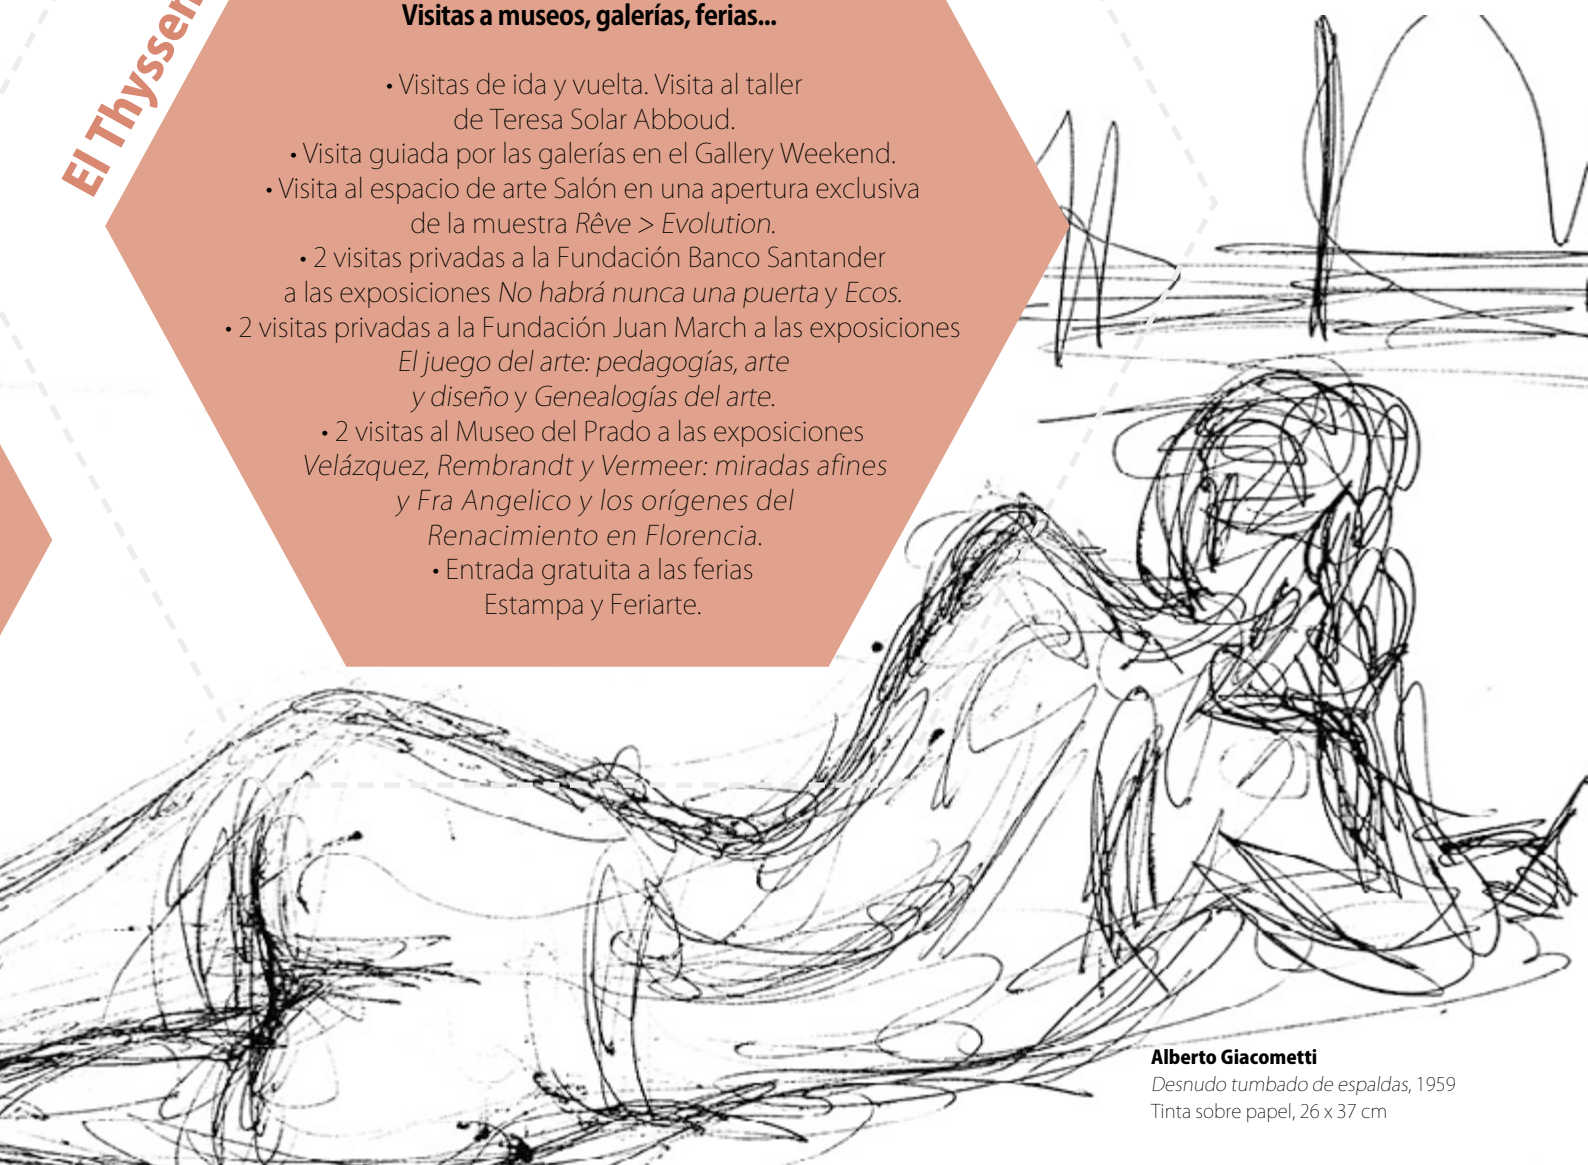 El Thyssen
Visitas a museos, galerías, ferias...
• Visitas de ida y vuelta. Visita al taller
de Teresa Solar Abboud.
• Visita guiada por las galerías en el Gallery Weekend.
• Visita al espacio de arte Salón en una apertura exclusiva
de la muestra Rêve > Evolution.
• 2 visitas privadas a la Fundación Banco Santander
a las exposiciones No habrá nunca una puerta y Ecos.
• 2 visitas privadas a la Fundación Juan March a las exposiciones
El juego del arte: pedagogías, arte
y diseño y Genealogías del arte.
• 2 visitas al Museo del Prado a las exposiciones
Velázquez, Rembrandt y Vermeer: miradas afines
y Fra Angelico y los orígenes del
Renacimiento en Florencia.
• Entrada gratuita a las ferias
Estampa y Feriarte.
Alberto Giacometti
Desnudo tumbado de espaldas, 1959
Tinta sobre papel, 26 x 37 cm